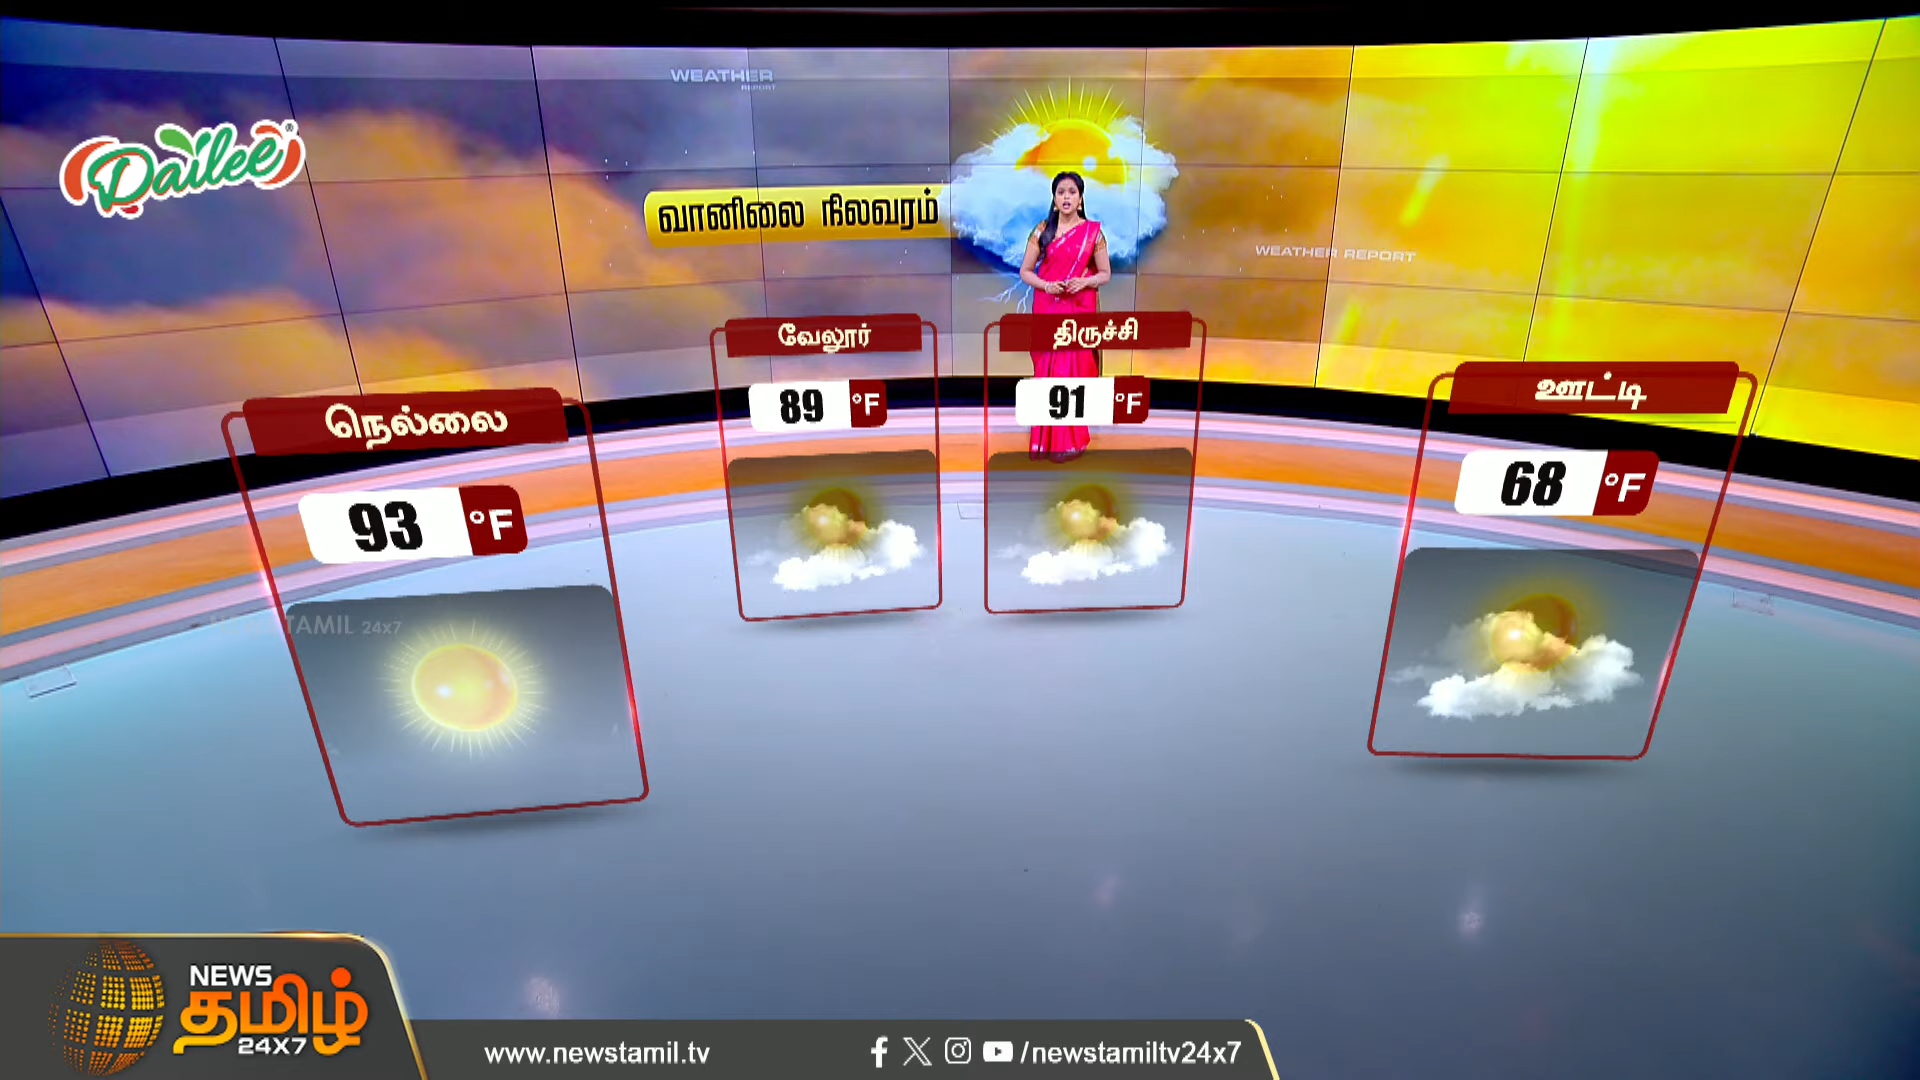 WEATHER
REPORT
Dailee®
வானிலை நிலவரம்
WEATHER REPORT
நெல்லை
93 °F
வேலூர்
89 °F
திருச்சி
91 °F
ஊட்டி
68 °F
TAMIL 24x7
NEWS
தமிழ்
24X7
www.newstamil.tv
/newstamiltv24x7